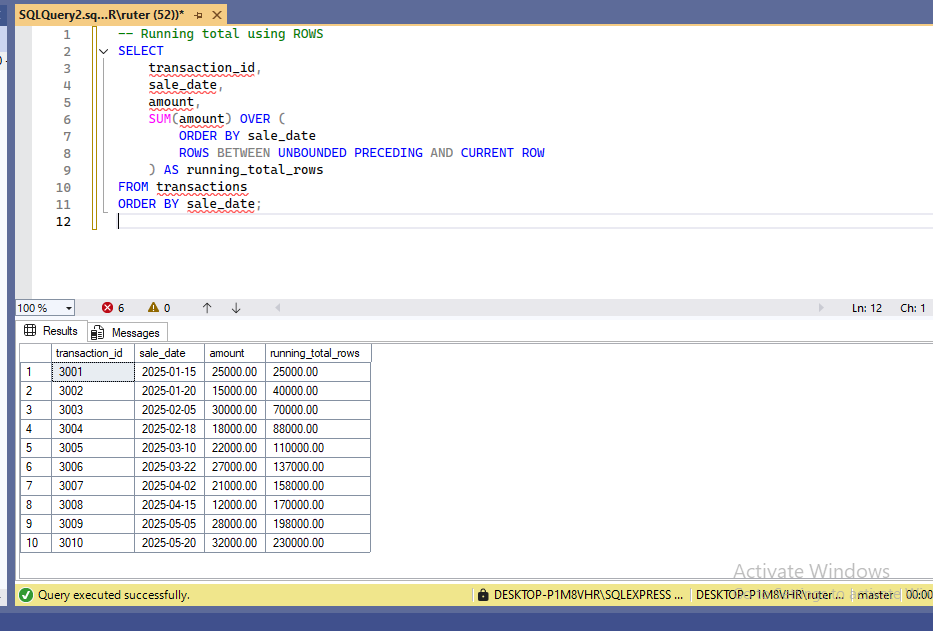 SQLQuery2.sq...R\ruter (52))*
1 -- Running total using ROWS
2 SELECT
3 transaction_id,
4 sale_date,
5 amount,
6 SUM(amount) OVER (
7 ORDER BY sale_date
8 ROWS BETWEEN UNBOUNDED PRECEDING AND CURRENT ROW
9 ) AS running_total_rows
10 FROM transactions
11 ORDER BY sale_date;
12
100 % 6 0 Ln: 12 Ch: 1
Results Messages
transaction_id sale_date amount running_total_rows
1 3001 2025-01-15 25000.00 25000.00
2 3002 2025-01-20 15000.00 40000.00
3 3003 2025-02-05 30000.00 70000.00
4 3004 2025-02-18 18000.00 88000.00
5 3005 2025-03-10 22000.00 110000.00
6 3006 2025-03-22 27000.00 137000.00
7 3007 2025-04-02 21000.00 158000.00
8 3008 2025-04-15 12000.00 170000.00
9 3009 2025-05-05 28000.00 198000.00
10 3010 2025-05-20 32000.00 230000.00
Activate Windows
Query executed successfully. DESKTOP-P1M8VHR\SQLEXPRESS ... DESKTOP-P1M8VHR\ruter ... master 00:00